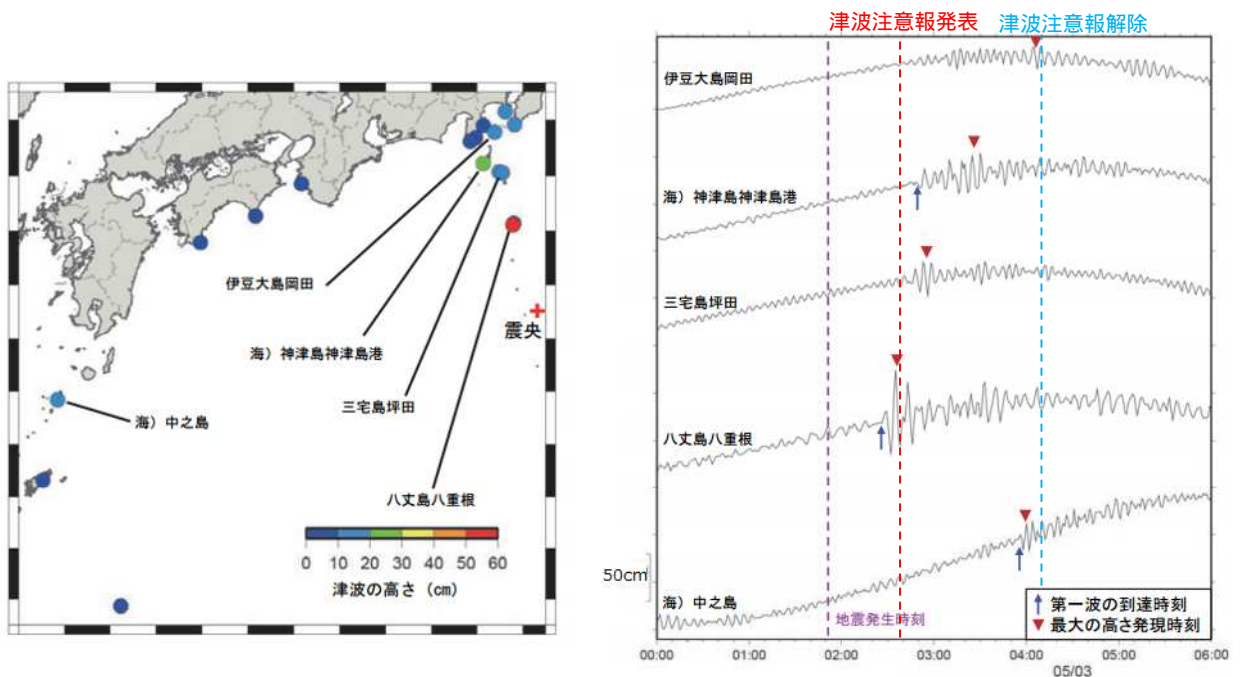 伊豆大島岡田
海）神津島神津島港
震央
三宅島坪田
海）中之島
八丈島八重根
0 10 20 30 40 50 60
津波の高さ（cm）
津波注意報発表 津波注意報解除
伊豆大島岡田
海）神津島神津島港
三宅島坪田
八丈島八重根
50cm
海）中之島
地震発生時刻
第一波の到達時刻
最大の高さ発現時刻
00:00 01:00 02:00 03:00 04:00 05:00 06:00
05/03